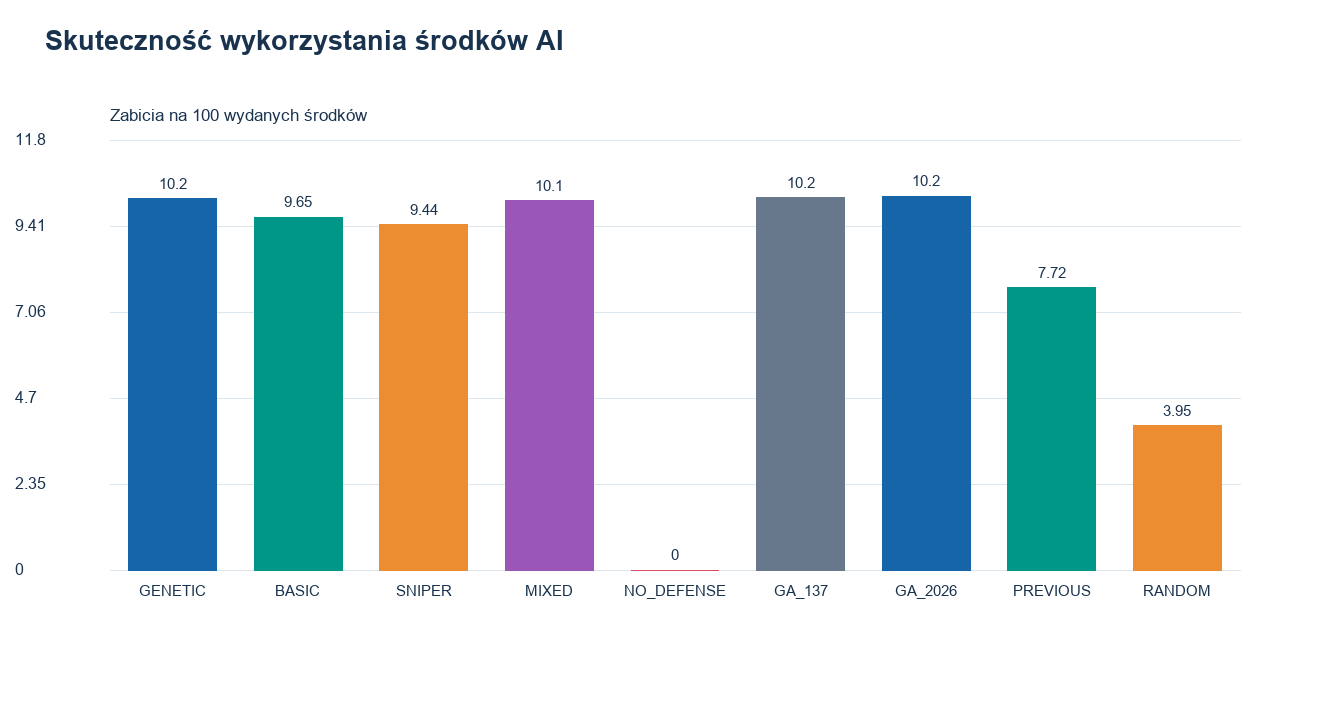 Skuteczność wykorzystania środków AI
Zabicia na 100 wydanych środków
11.8
9.41
7.06
4.7
2.35
0
10.2
9.65
9.44
10.1
0
10.2
10.2
7.72
3.95
GENETIC
BASIC
SNIPER
MIXED
NO_DEFENSE
GA_137
GA_2026
PREVIOUS
RANDOM